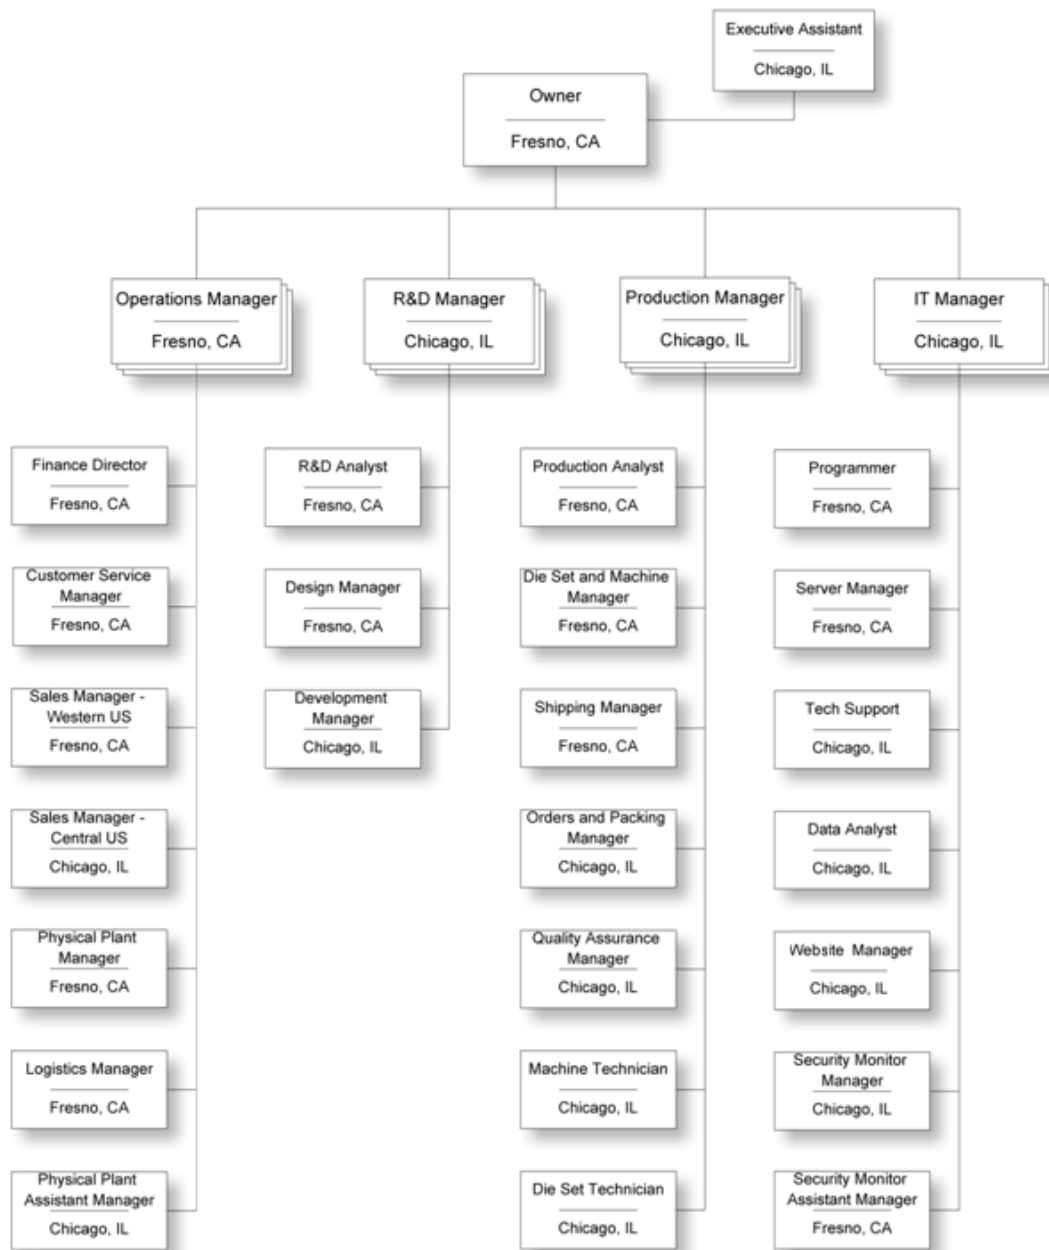 Executive Assistant
Chicago, IL
Owner
Fresno, CA
Operations Manager
Fresno, CA
R&D Manager
Chicago, IL
Production Manager
Chicago, IL
IT Manager
Chicago, IL
Finance Director
Fresno, CA
Customer Service
Manager
Fresno, CA
Sales Manager -
Western US
Fresno, CA
Sales Manager -
Central US
Chicago, IL
Physical Plant
Manager
Fresno, CA
Logistics Manager
Fresno, CA
Physical Plant
Assistant Manager
Chicago, IL
R&D Analyst
Fresno, CA
Design Manager
Fresno, CA
Development
Manager
Chicago, IL
Production Analyst
Fresno, CA
Die Set and Machine
Manager
Fresno, CA
Shipping Manager
Fresno, CA
Orders and Packing
Manager
Chicago, IL
Quality Assurance
Manager
Chicago, IL
Machine Technician
Chicago, IL
Die Set Technician
Chicago, IL
Programmer
Fresno, CA
Server Manager
Fresno, CA
Tech Support
Chicago, IL
Data Analyst
Chicago, IL
Website Manager
Chicago, IL
Security Monitor
Manager
Chicago, IL
Security Monitor
Assistant Manager
Fresno, CA